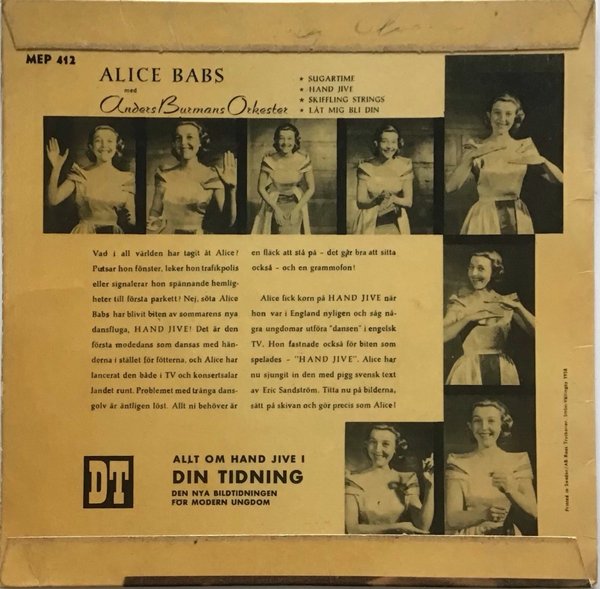 MEP 412
ALICE BABS
med
Anders Burmans Orkester
★ SUGARTIME
★ HAND JIVE
★ SKIFFLING STRINGS
★ LÅT MIG BLI DIN
Vad i all världen har tagit åt Alice?
Putsar hon fönster, leker hon trafikpolis
eller signalerar hon spännande hemlig-
heter till första parkett? Nej, söta Alice
Babs har blivit biten av sommarens nya
dansfluga, HAND JIVE! Det är den
första modedans som dansas med hän-
derna i stället för fötterna, och Alice har
lancerat den både i TV och konsertsalar
landet runt. Problemet med trånga dans-
golv är äntligen löst. Allt ni behöver är
en fläck att stå på – det går bra att sitta
också – och en grammofon!
Alice fick korn på HAND JIVE när
hon var i England nyligen och såg nå-
gra ungdomar utföra "dansen" i engelsk
TV. Hon fastnade också för biten som
spelades – "HAND JIVE". Alice har
nu sjungit in den med pigg svensk text
av Eric Sandström. Titta nu på bilderna,
sätt på skivan och gör precis som Alice!
DT
ALLT OM HAND JIVE I
DIN TIDNING
DEN NYA BILDTIDNINGEN
FÖR MODERN UNGDOM